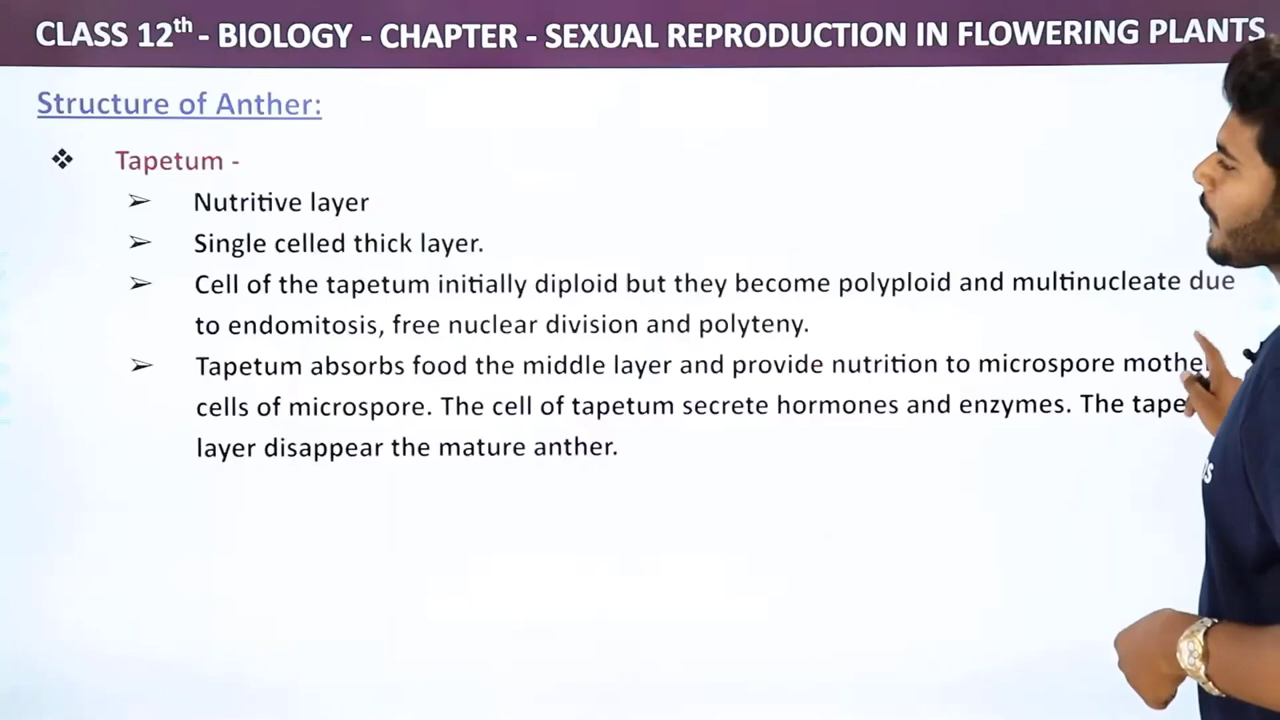 CLASS 12th - BIOLOGY - CHAPTER - SEXUAL REPRODUCTION IN FLOWERING PLANTS
Structure of Anther:
❖ Tapetum -
➢ Nutritive layer
➢ Single celled thick layer.
➢ Cell of the tapetum initially diploid but they become polyploid and multinucleate due
to endomitosis, free nuclear division and polyteny.
➢ Tapetum absorbs food the middle layer and provide nutrition to microspore
cells of microspore. The cell of tapetum secrete hormones and enzymes. The
layer disappear the mature anther.